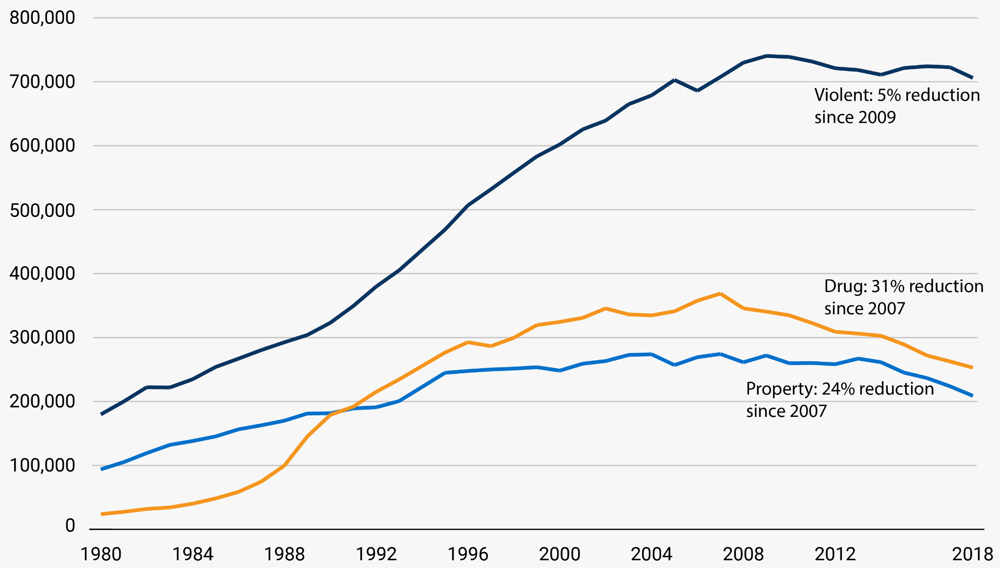 800,000
700,000
Violent: 5% reduction
since 2009
600,000
500,000
400,000
Drug: 31% reduction
since 2007
300,000
Property: 24% reduction
200,000
since 2007
100,000
0
1980 1984 1988 1992 1996 2000 2004 2008 2012 2018